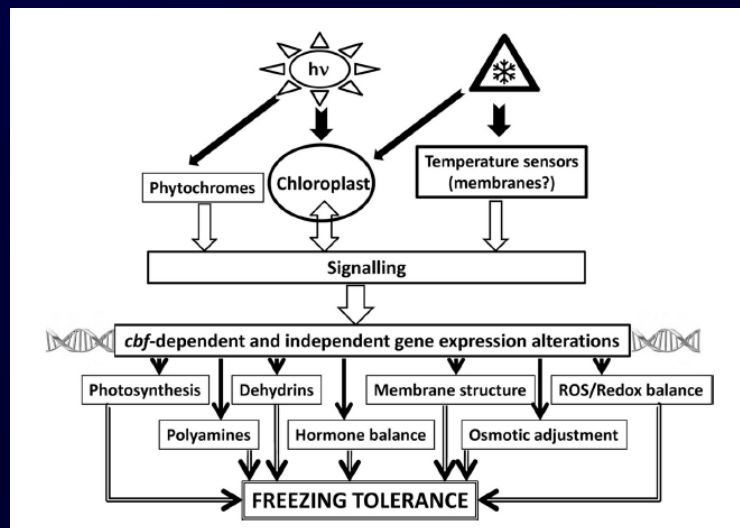 hν
Phytochromes
Chloroplast
Temperature sensors
(membranes?)
Signalling
cbf-dependent and independent gene expression alterations
Photosynthesis
Dehydrins
Membrane structure
ROS/Redox balance
Polyamines
Hormone balance
Osmotic adjustment
FREEZING TOLERANCE